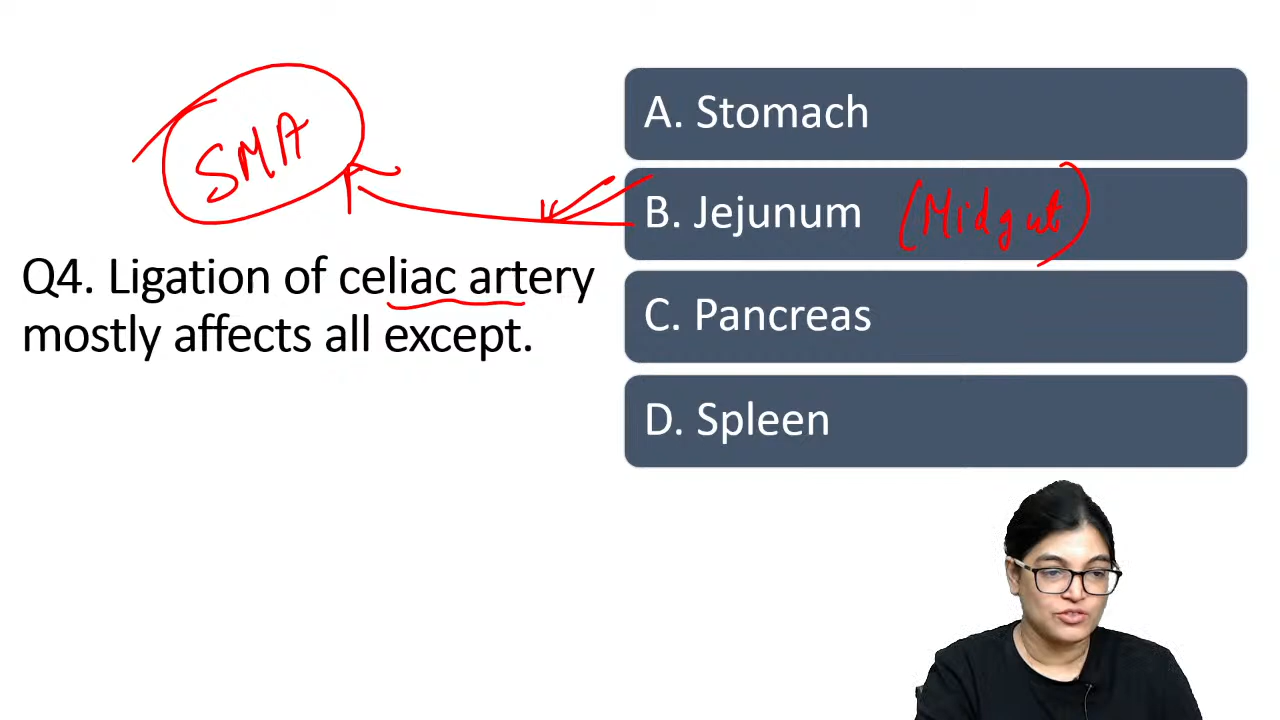 SMA
Q4. Ligation of celiac artery
mostly affects all except.
A. Stomach
B. Jejunum (Midgut)
C. Pancreas
D. Spleen